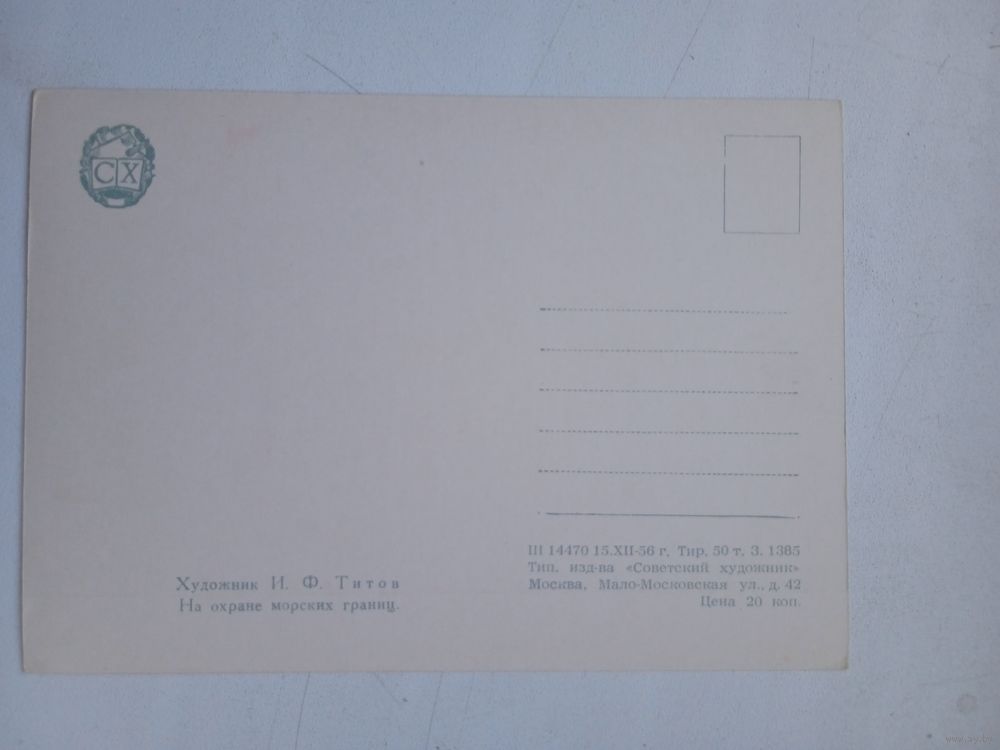 СХ
Художник И. Ф. Титов
На охране морских границ.
Ш 14470 15.XII-56 г. Тир. 50 т. З. 1385
Тип. изд-ва «Советский художник»
Москва, Мало-Московская ул., д. 42
Цена 20 коп.